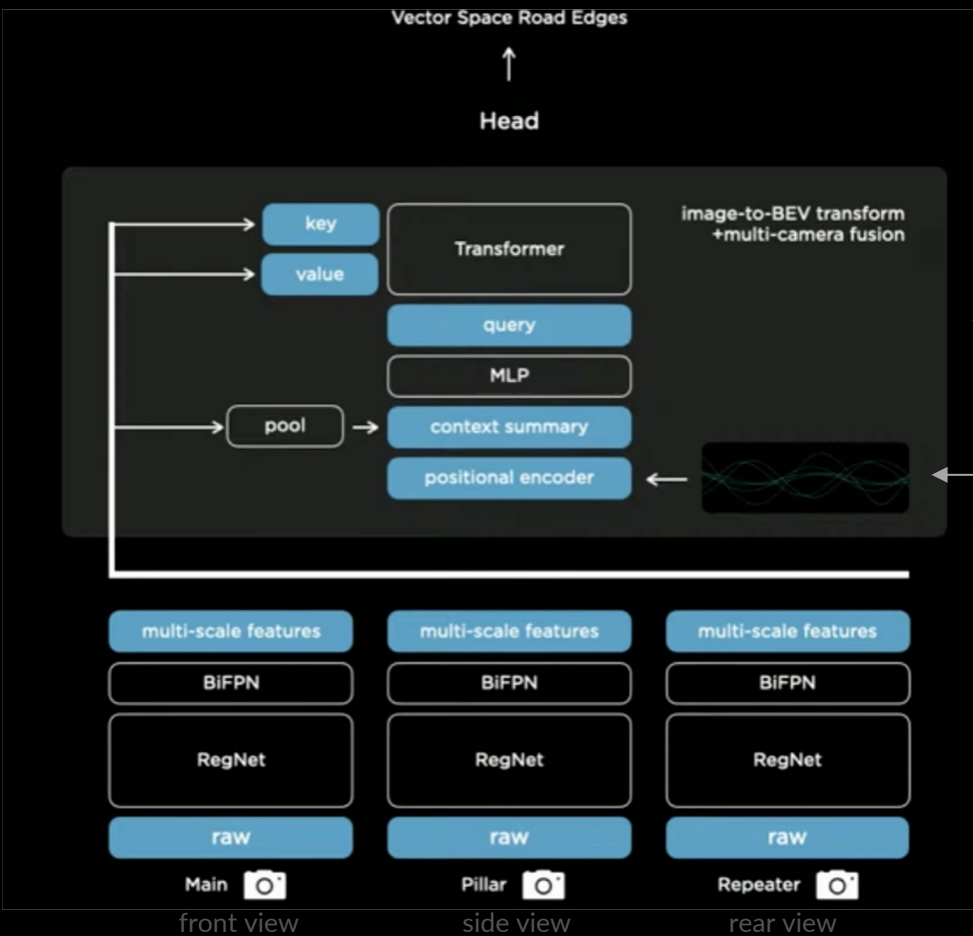 Vector Space Road Edges
Head
image-to-BEV transform
+multi-camera fusion
key
Transformer
value
query
MLP
pool
context summary
positional encoder
multi-scale features
multi-scale features
multi-scale features
BiFPN
BiFPN
BiFPN
RegNet
RegNet
RegNet
raw
raw
raw
Main
Pillar
Repeater
front view
side view
rear view